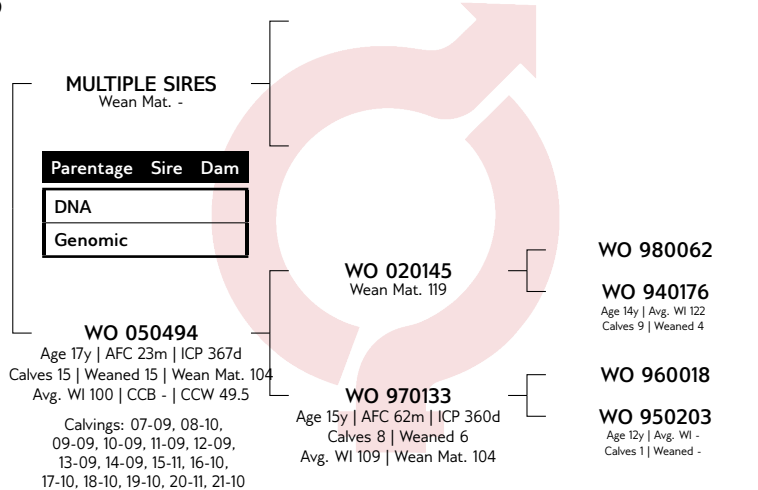 MULTIPLE SIRES
Wean Mat. -
Parentage Sire Dam
DNA
Genomic
WO 050494
Age 17y | AFC 23m | ICP 367d
Calves 15 | Weaned 15 | Wean Mat. 104
Avg. WI 100 | CCB - | CCW 49.5
Calvings: 07-09, 08-10,
09-09, 10-09, 11-09, 12-09,
13-09, 14-09, 15-11, 16-10,
17-10, 18-10, 19-10, 20-11, 21-10
WO 020145
Wean Mat. 119
WO 970133
Age 15y | AFC 62m | ICP 360d
Calves 8 | Weaned 6
Avg. WI 109 | Wean Mat. 104
WO 980062
WO 940176
Age 14y | Avg. WI 122
Calves 9 | Weaned 4
WO 960018
WO 950203
Age 12y | Avg. WI -
Calves 1 | Weaned -